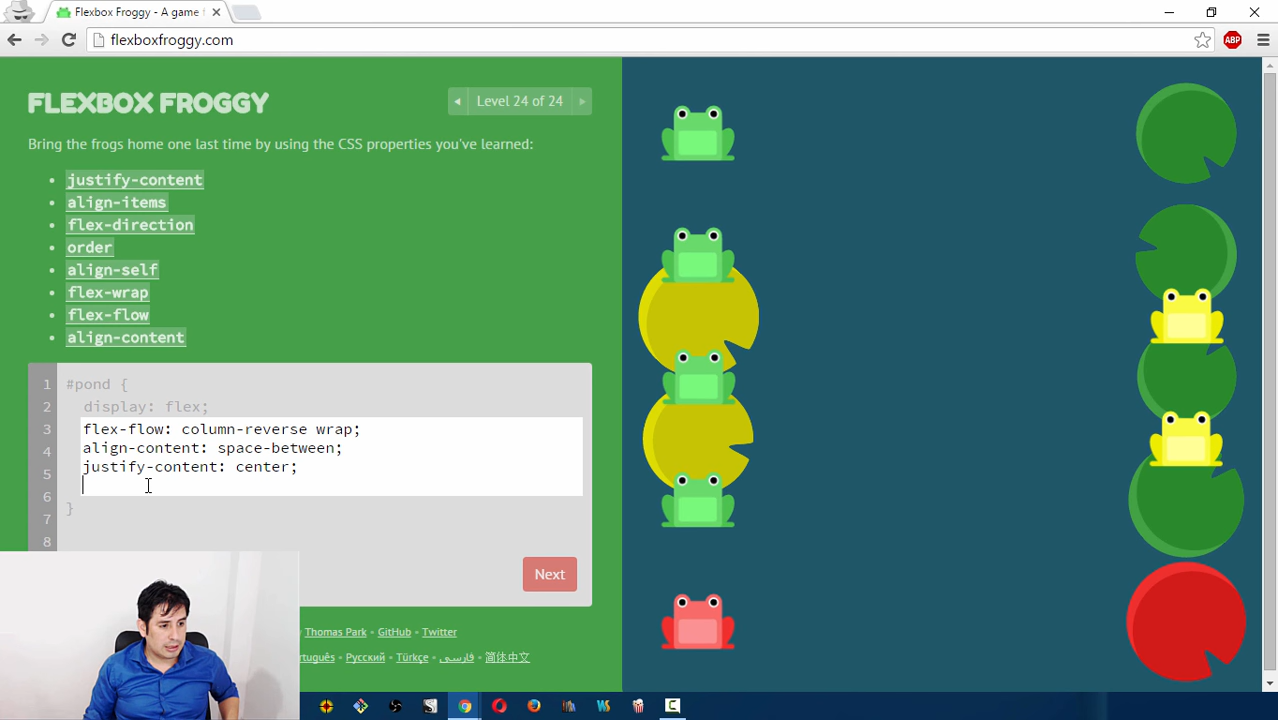 Flexbox Froggy - A game f
flexboxfroggy.com
ABP
FLEXBOX FROGGY
Level 24 of 24
Bring the frogs home one last time by using the CSS properties you've learned:
justify-content
align-items
flex-direction
order
align-self
flex-wrap
flex-flow
align-content
1 #pond {
2 display: flex;
3 flex-flow: column-reverse wrap;
4 align-content: space-between;
5 justify-content: center;
6
7 }
8
Next
Thomas Park • GitHub • Twitter
rtuguês • Русский • Türkçe • فارسی • 简体中文